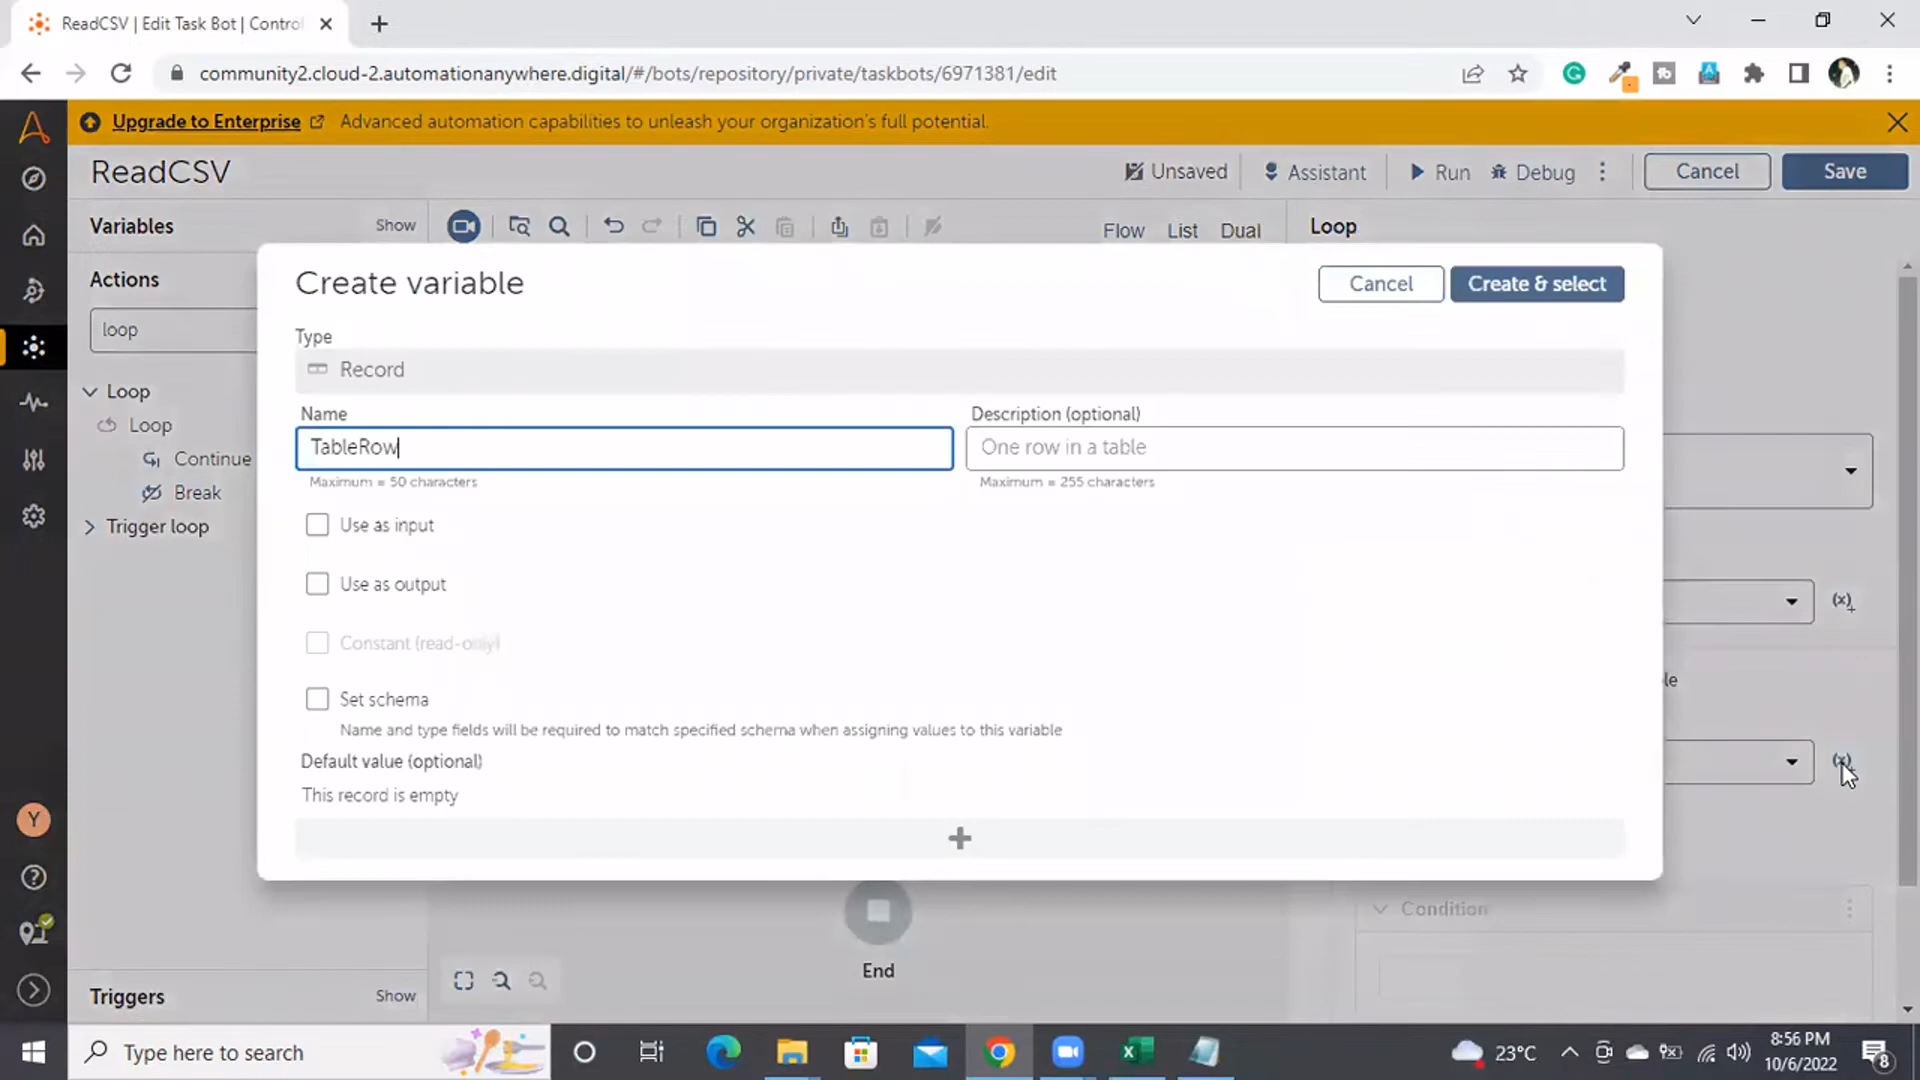 ReadCSV | Edit Task Bot | Contro
community2.cloud-2.automationanywhere.digital/#/bots/repository/private/taskbots/6971381/edit
Upgrade to Enterprise Advanced automation capabilities to unleash your organization's full potential.
ReadCSV
Unsaved
Assistant
Run
Debug
Cancel
Save
Variables
Show
Flow
List
Dual
Loop
Actions
loop
Loop
Loop
Continue
Break
Trigger loop
Create variable
Cancel
Create & select
Type
Record
Name
Description (optional)
TableRow
One row in a table
Maximum = 50 characters
Maximum = 255 characters
Use as input
Use as output
Constant (read-only)
Set schema
Name and type fields will be required to match specified schema when assigning values to this variable
Default value (optional)
This record is empty
le
(x)+
Condition
End
Y
Triggers
Show
Type here to search
23°C
8:56 PM
10/6/2022
8